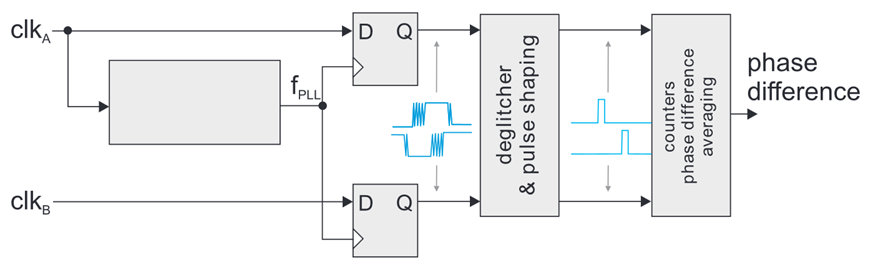 clkA
D Q
fPLL
clkB
D Q
deglitcher
& pulse shaping
counters
phase difference
averaging
phase
difference